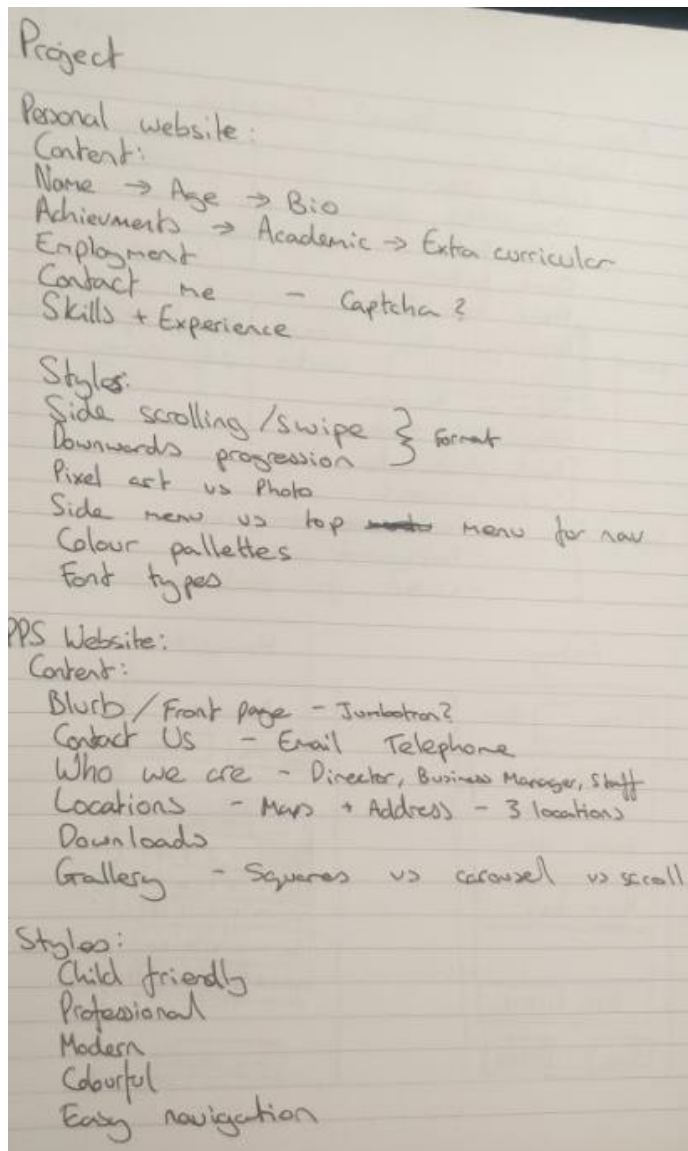 Project
Personal website:
Content:
Name → Age → Bio
Achievments → Academic → Extra curricular
Employment
Contact me - Captcha?
Skills + Experience
Styles:
Side scrolling / Swipe } Format
Downwards progression
Pixel art vs Photo
Side menu vs top menu for nav
Colour pallettes
Font types
PPS Website:
Content:
Blurb / Front page - Jumbotron?
Contact Us - Email Telephone
Who we are - Director, Business Manager, Staff
Locations - Maps + Address - 3 locations
Downloads
Gallery - Squares vs carousel vs scroll
Styles:
Child friendly
Professional
Modern
Colourful
Easy navigation